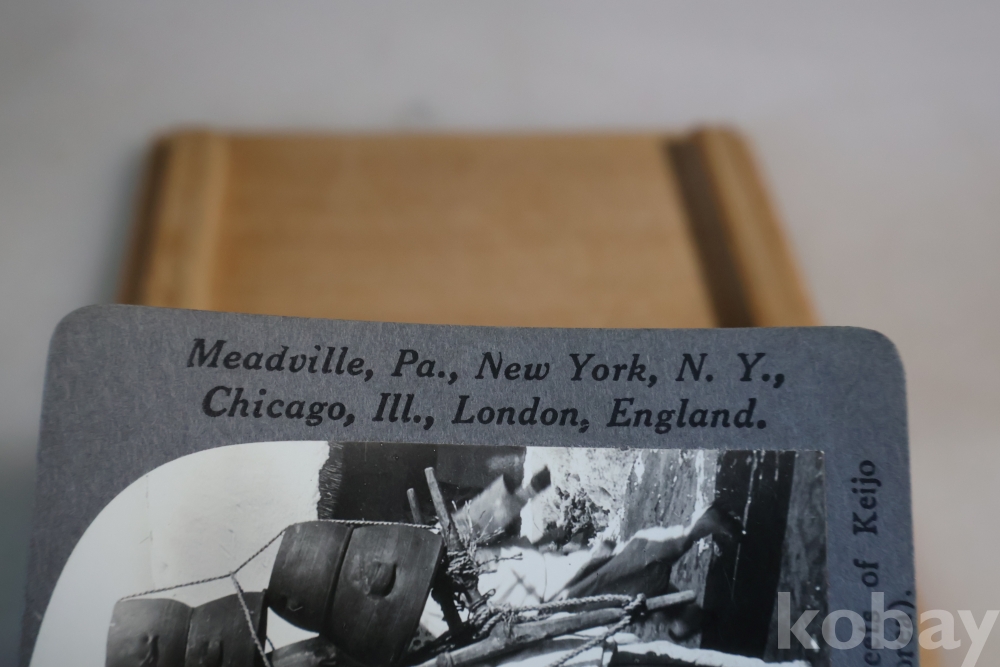 Meadville, Pa., New York, N. Y.,
Chicago, Ill., London, England.
of Keijo
kobay